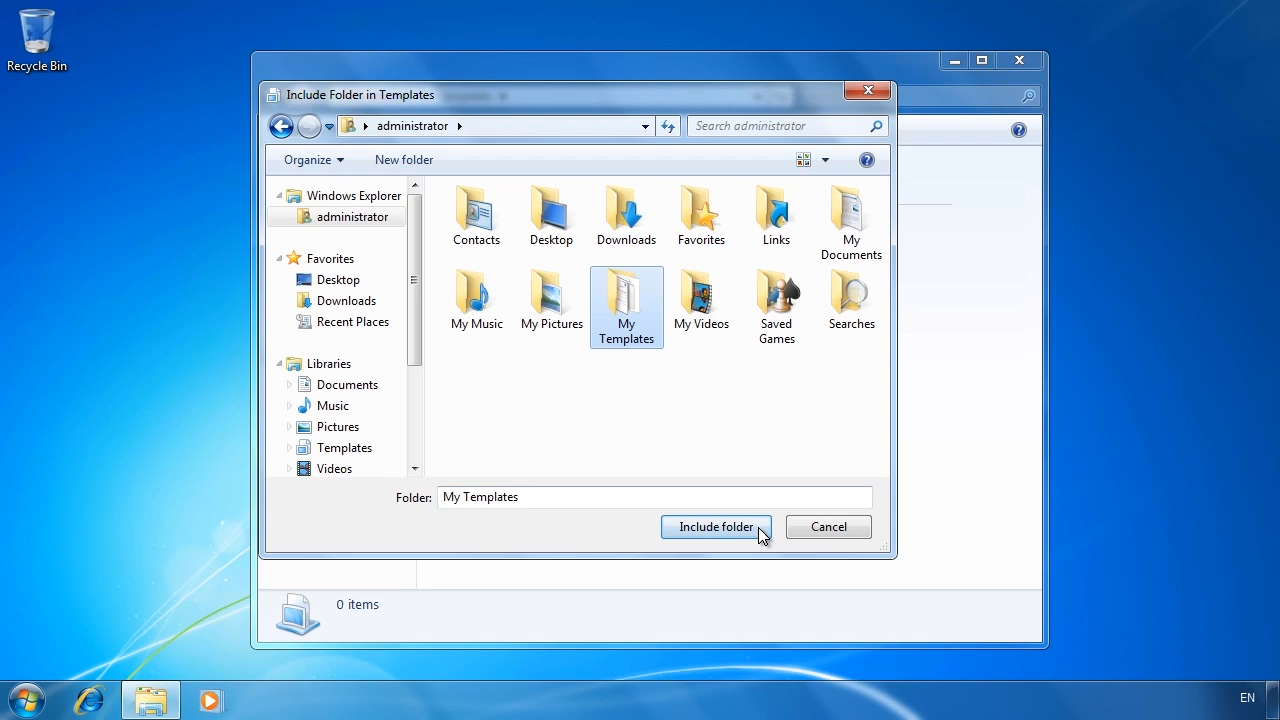 Recycle Bin
Include Folder in Templates
administrator
Search administrator
Organize
New folder
Windows Explorer
administrator
Favorites
Desktop
Downloads
Recent Places
Libraries
Documents
Music
Pictures
Templates
Videos
Contacts
Desktop
Downloads
Favorites
Links
My
Documents
My Music
My Pictures
My
Templates
My Videos
Saved
Games
Searches
Folder:
My Templates
Include folder
Cancel
0 items
EN